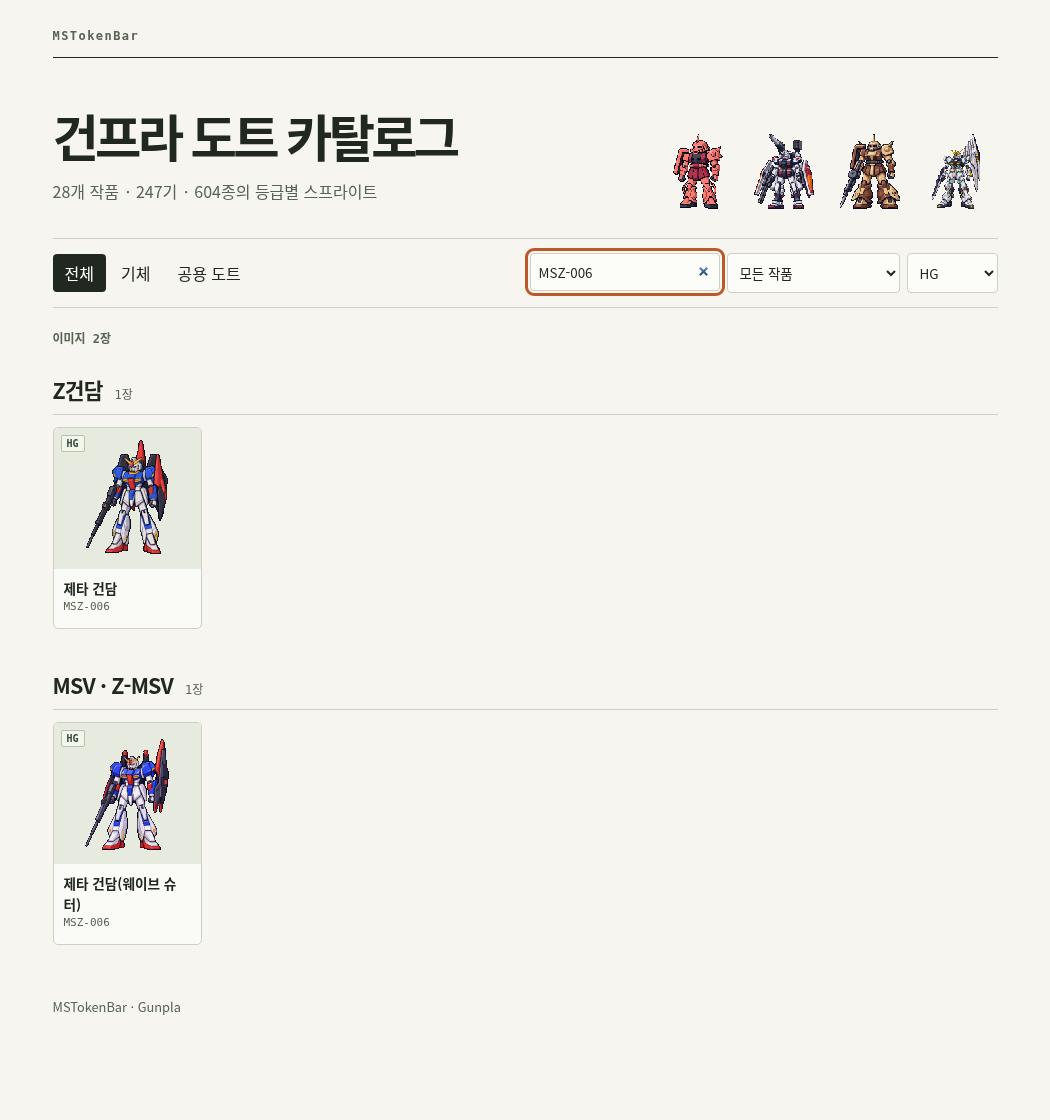 MSTokenBar
건프라 도트 카탈로그
28개 작품 · 247기 · 604종의 등급별 스프라이트
전체 기체 공용 도트 MSZ-006 모든 작품 HG
이미지 2장
Z건담 1장
HG
제타 건담
MSZ-006
MSV · Z-MSV 1장
HG
제타 건담(웨이브 슈
터)
MSZ-006
MSTokenBar · Gunpla